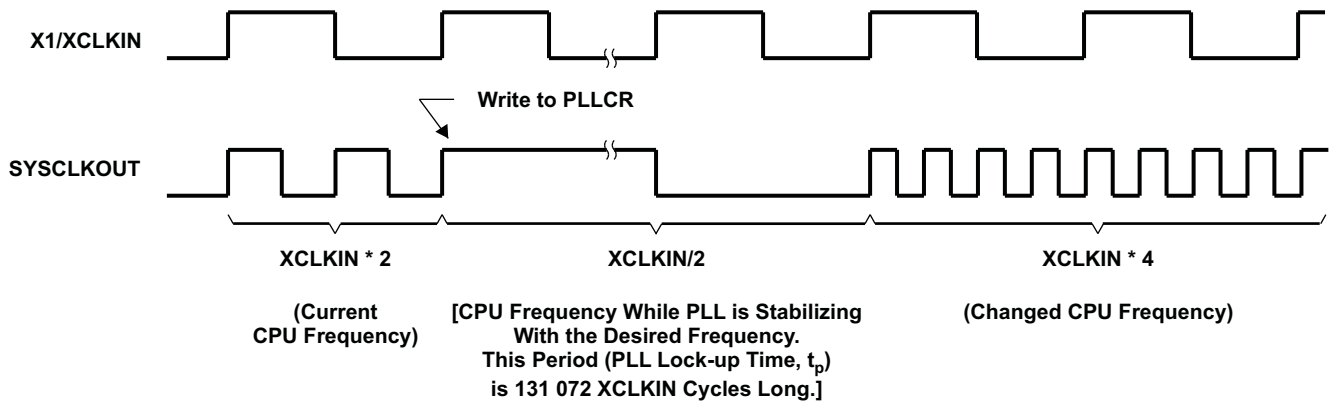 X1/XCLKIN
Write to PLLCR
SYSCLKOUT
XCLKIN * 2
XCLKIN/2
XCLKIN * 4
(Current
CPU Frequency)
[CPU Frequency While PLL is Stabilizing
With the Desired Frequency.
This Period (PLL Lock-up Time, tp)
is 131 072 XCLKIN Cycles Long.]
(Changed CPU Frequency)